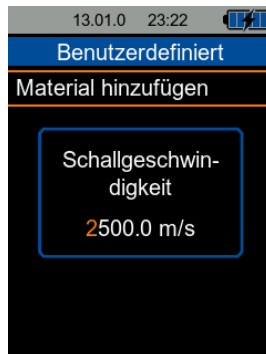 13.01.0 23:22
Benutzerdefiniert
Material hinzufügen
Schallgeschwin-
digkeit
2500.0 m/s